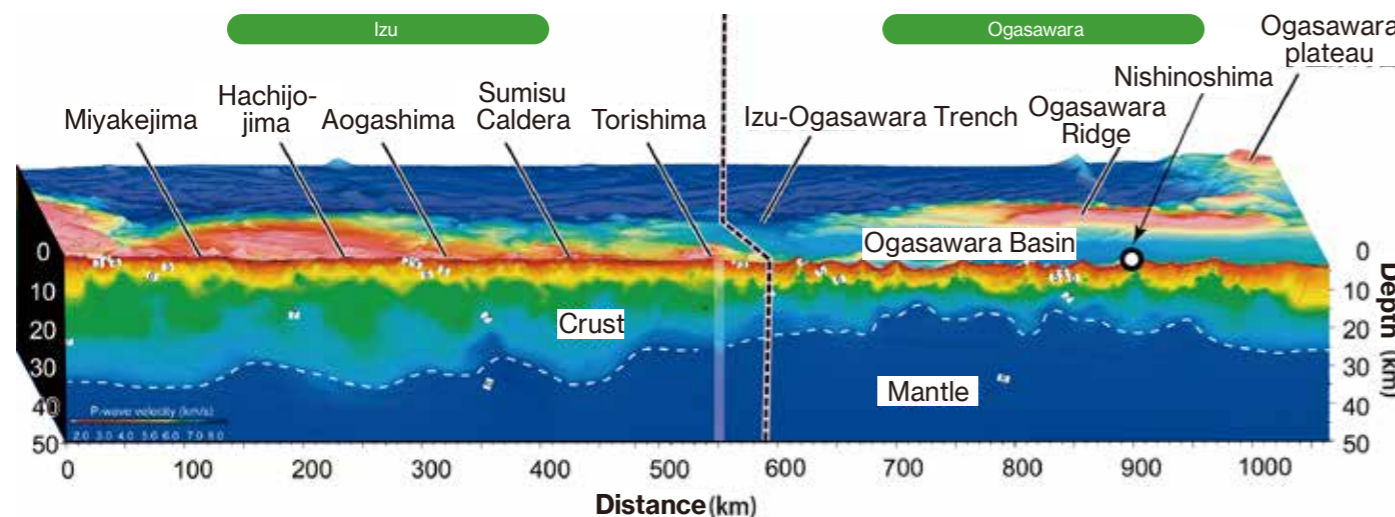 Izu
Ogasawara
Ogasawara
plateau
Nishinoshima
Hachijo-
jima
Sumisu
Caldera
Ogasawara
Ridge
Miyakejima
Aogashima
Torishima
Izu-Ogasawara Trench
Ogasawara Basin
Crust
Mantle
0
10
20
30
40
50
0
10
20
30
40
50
Depth (km)
P-wave velocity (km/s)
2.0 3.0 4.0 5.0 6.0 7.0 8.0
0 100 200 300 400 500 600 700 800 900 1000
Distance (km)